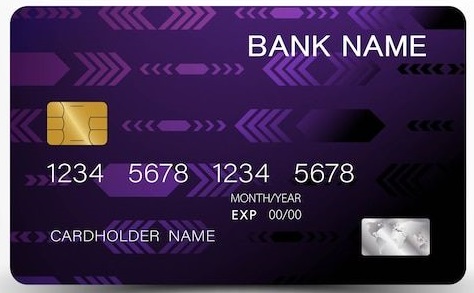 BANK NAME
1234 5678 1234 5678
MONTH/YEAR
EXP 00/00
CARDHOLDER NAME